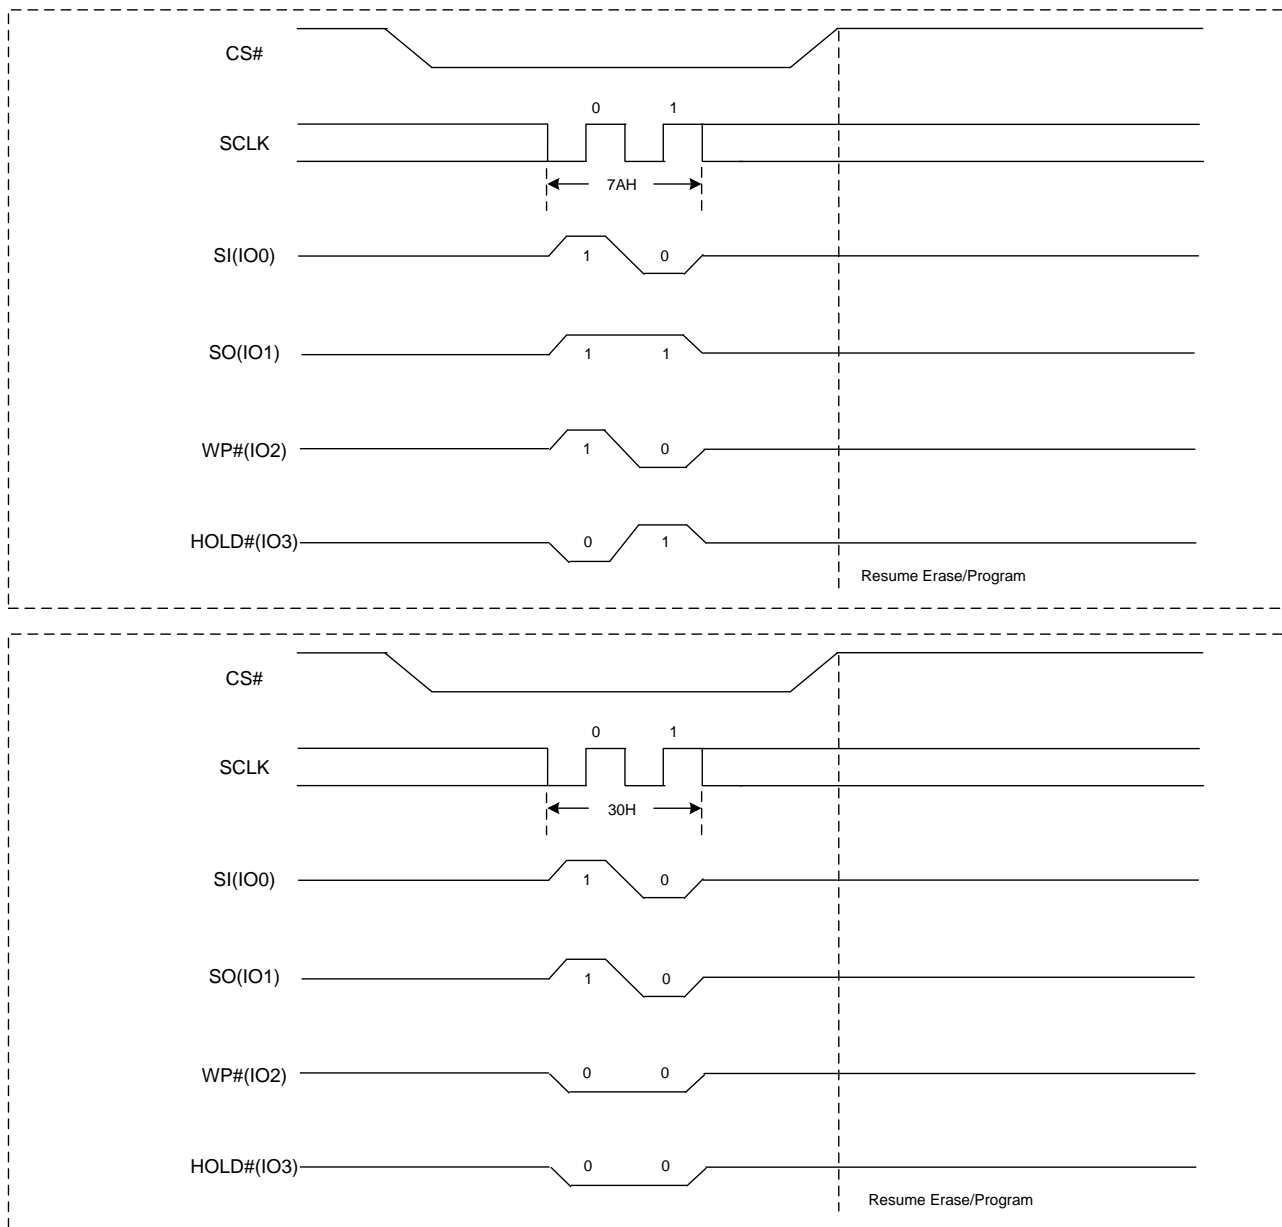 CS#
0 1
SCLK
7AH
SI(IO0)
1 0
SO(IO1)
1 1
WP#(IO2)
1 0
HOLD#(IO3)
0 1
Resume Erase/Program
CS#
0 1
SCLK
30H
SI(IO0)
1 0
SO(IO1)
1 0
WP#(IO2)
0 0
HOLD#(IO3)
0 0
Resume Erase/Program